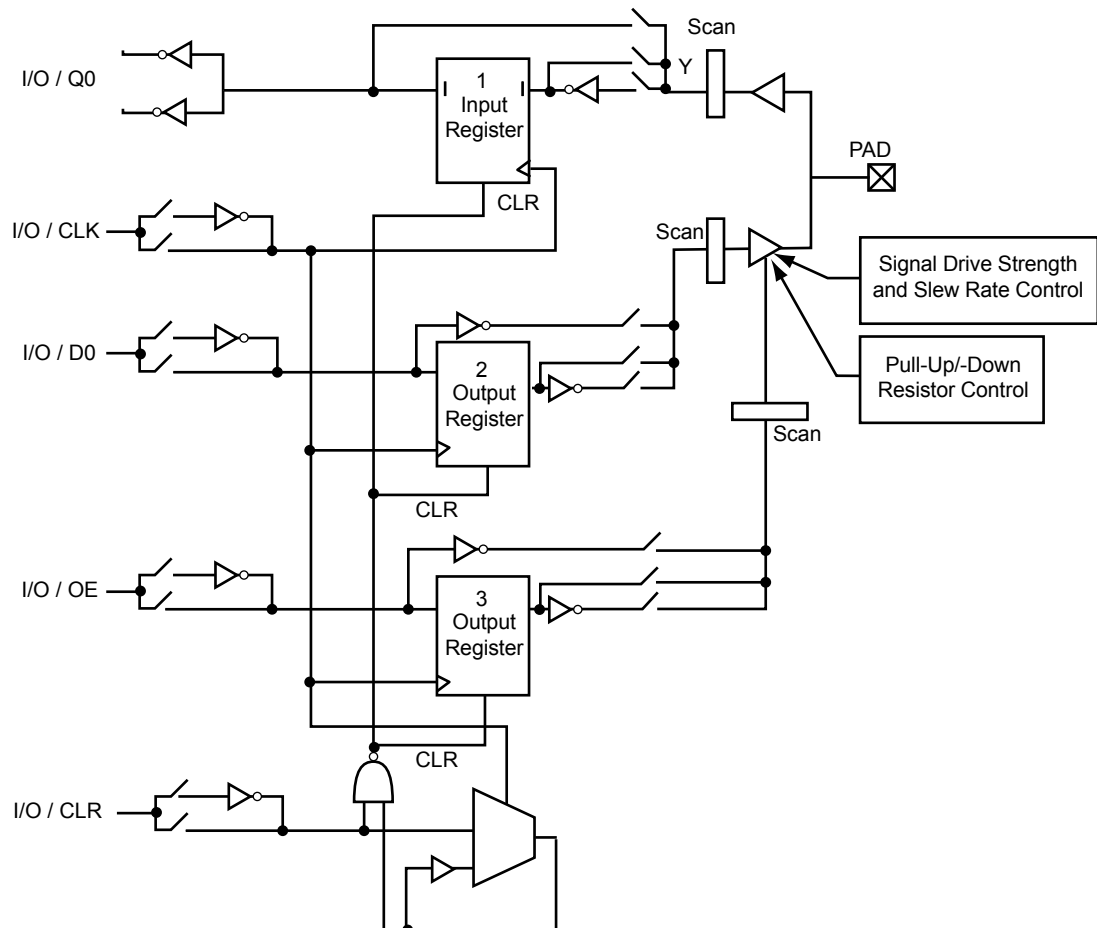 Scan
I/O / Q0
1
Input
Register
I
I
Y
PAD
CLR
I/O / CLK
Scan
Signal Drive Strength
and Slew Rate Control
I/O / D0
2
Output
Register
Pull-Up/-Down
Resistor Control
Scan
CLR
I/O / OE
3
Output
Register
CLR
I/O / CLR